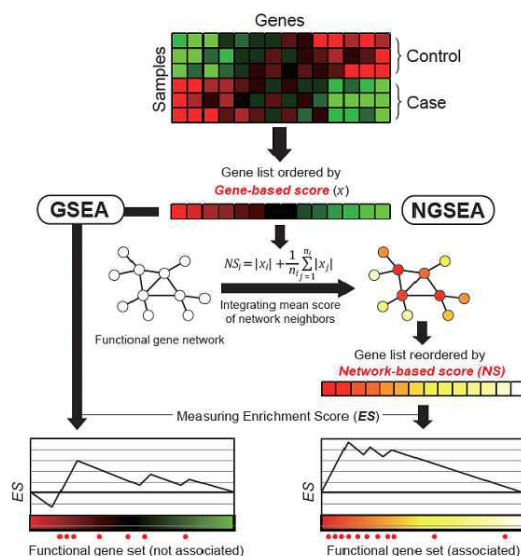 Genes
Samples
Control
Case
Gene list ordered by
Gene-based score (x)
GSEA
NGSEA
NSᵢ = |xᵢ| + 1/nᵢ ∑ⱼ₌₁ⁿⁱ |xⱼ|
Integrating mean score
of network neighbors
Functional gene network
Gene list reordered by
Network-based score (NS)
Measuring Enrichment Score (ES)
ES
ES
Functional gene set (not associated)
Functional gene set (associated)